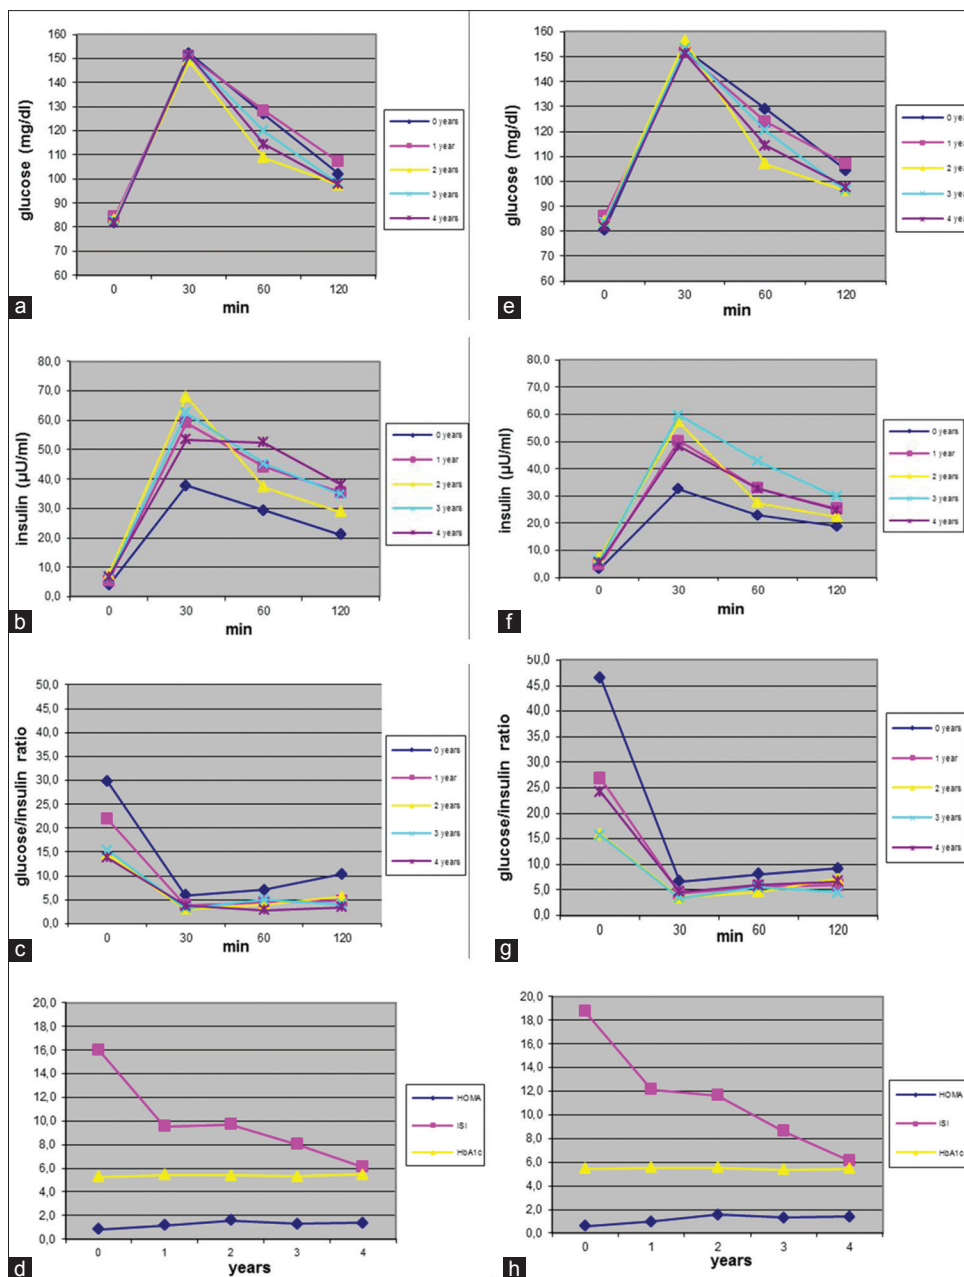 160
150
140
130
120
110
100
90
80
70
60
glucose (mg/dl)
0 30 60 120
min
0 years
1 year
2 years
3 years
4 years
a
160
150
140
130
120
110
100
90
80
70
60
glucose (mg/dl)
0 30 60 120
min
0 yea
1 yea
2 yea
3 yea
4 yea
e
80,0
70,0
60,0
50,0
40,0
30,0
20,0
10,0
0,0
insulin (µU/ml)
0 30 60 120
min
0 years
1 year
2 years
3 years
4 years
b
80,0
70,0
60,0
50,0
40,0
30,0
20,0
10,0
0,0
insulin (µU/ml)
0 30 60 120
min
0 years
1 year
2 years
3 years
4 years
f
50,0
45,0
40,0
35,0
30,0
25,0
20,0
15,0
10,0
5,0
0,0
glucose/insulin ratio
0 30 60 120
min
0 years
1 year
2 years
3 years
4 years
c
50,0
45,0
40,0
35,0
30,0
25,0
20,0
15,0
10,0
5,0
0,0
glucose/insulin ratio
0 30 60 120
min
0 years
1 year
2 years
3 years
4 years
g
20,0
18,0
16,0
14,0
12,0
10,0
8,0
6,0
4,0
2,0
0,0
0 1 2 3 4
years
HOMA
ISI
HbA1c
d
20,0
18,0
16,0
14,0
12,0
10,0
8,0
6,0
4,0
2,0
0,0
0 1 2 3 4
years
HOMA
ISI
HbA1c
h